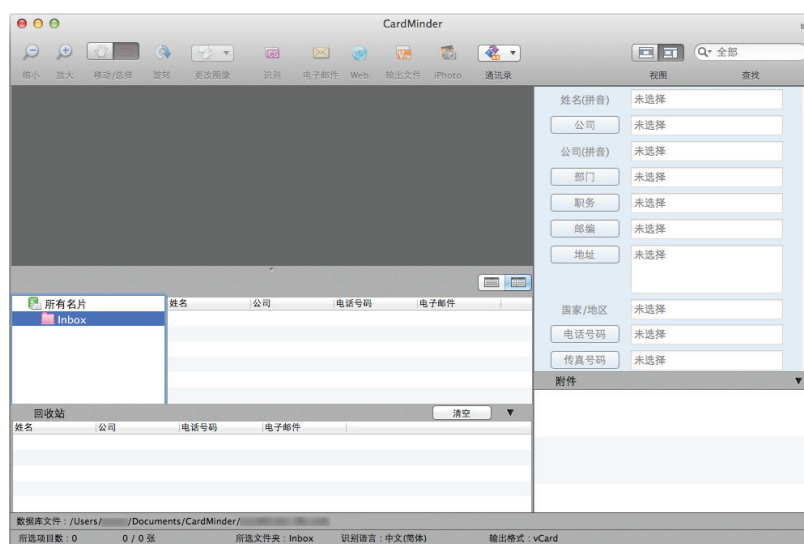 CardMinder
缩小 放大 移动/选择 旋转 更改图像 识别 电子邮件 Web 输出文件 iPhoto 通讯录 视图 查找
全部
姓名(拼音) 未选择
公司 未选择
公司(拼音) 未选择
部门 未选择
职务 未选择
邮编 未选择
地址 未选择
国家/地区 未选择
电话号码 未选择
传真号码 未选择
附件
所有名片
Inbox
姓名 公司 电话号码 电子邮件
回收站 清空
姓名 公司 电话号码 电子邮件
数据库文件：/Users/ /Documents/CardMinder/
所选项目数：0 0 / 0 张 所选文件夹：Inbox 识别语言：中文(简体) 输出格式：vCard